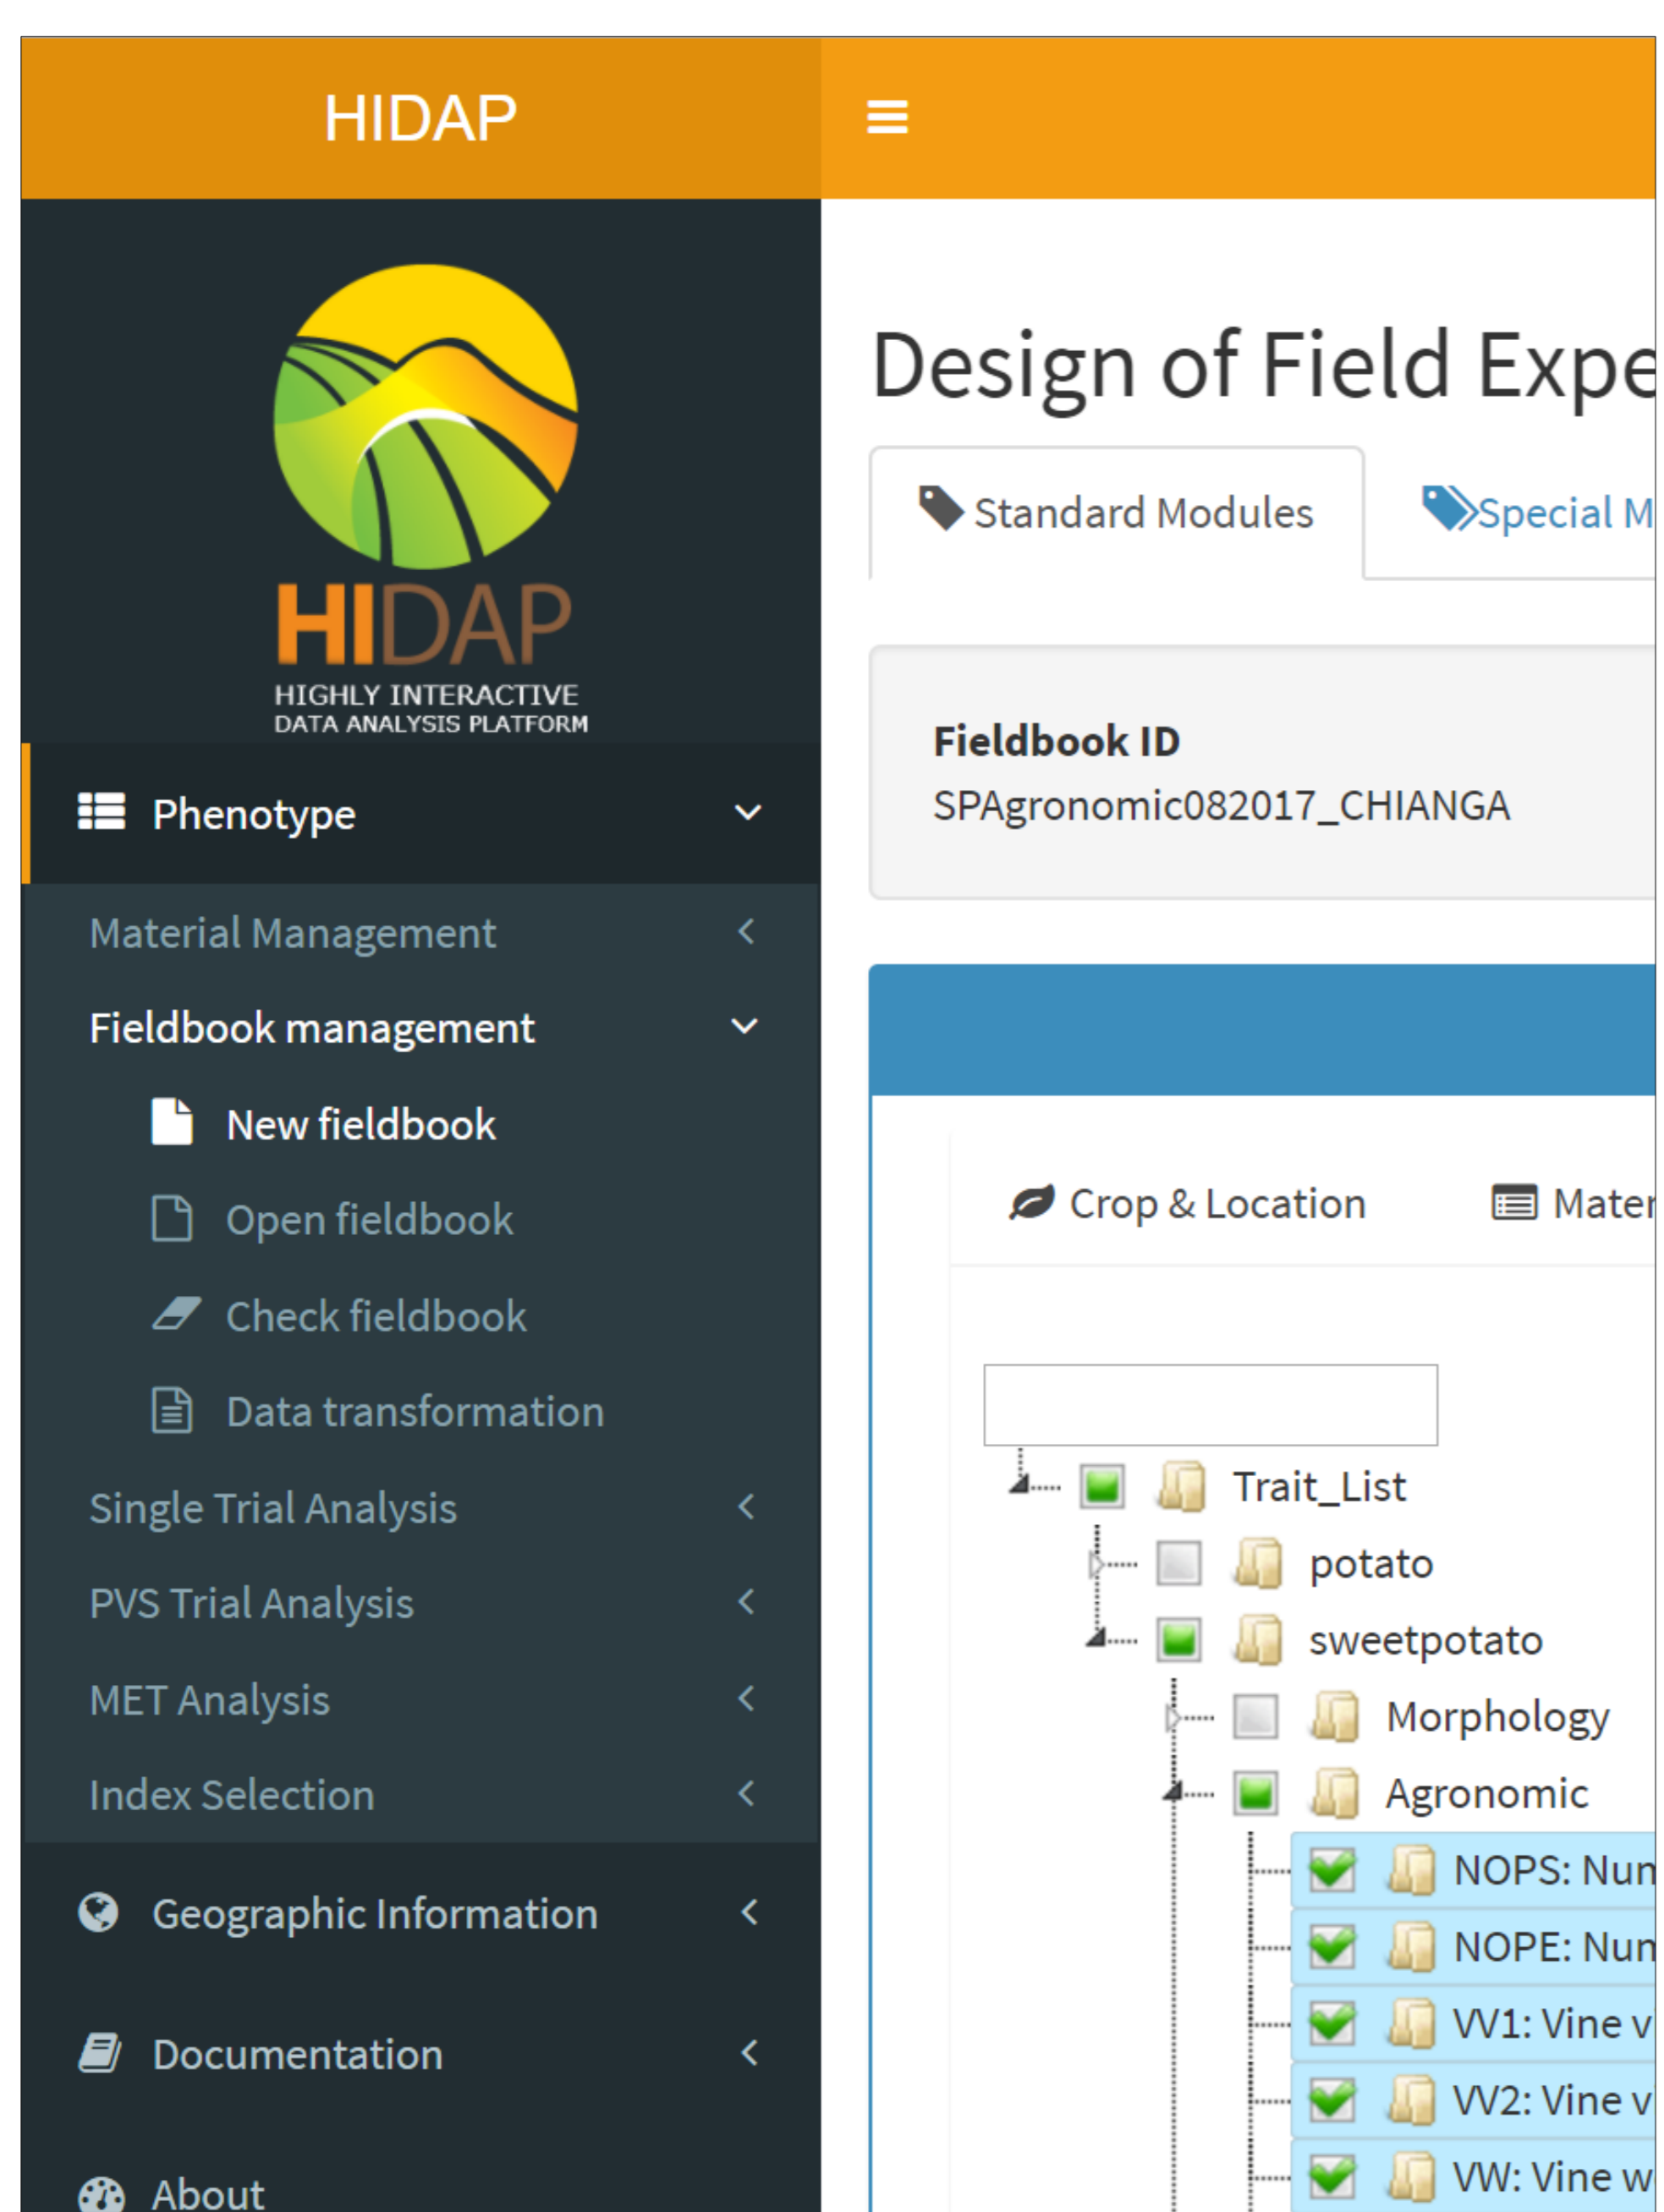 HIDAP
HIDAP
HIGHLY INTERACTIVE
DATA ANALYSIS PLATFORM
Phenotype
Material Management
Fieldbook management
New fieldbook
Open fieldbook
Check fieldbook
Data transformation
Single Trial Analysis
PVS Trial Analysis
MET Analysis
Index Selection
Geographic Information
Documentation
About
Design of Field Expe
Standard Modules
Special M
Fieldbook ID
SPAgronomic082017_CHIANGA
Crop & Location
Mater
Trait_List
potato
sweetpotato
Morphology
Agronomic
NOPS: Num
NOPE: Num
VV1: Vine v
VV2: Vine v
VW: Vine w